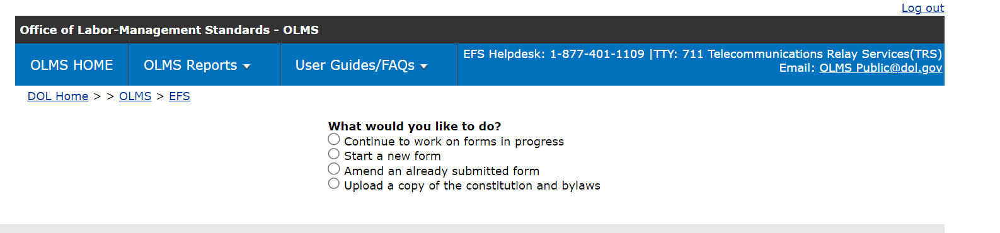 Log out
Office of Labor-Management Standards - OLMS
OLMS HOME
OLMS Reports
User Guides/FAQs
EFS Helpdesk: 1-877-401-1109 |TTY: 711 Telecommunications Relay Services(TRS)
Email: OLMS Public@dol.gov
DOL Home > > OLMS > EFS
What would you like to do?
Continue to work on forms in progress
Start a new form
Amend an already submitted form
Upload a copy of the constitution and bylaws